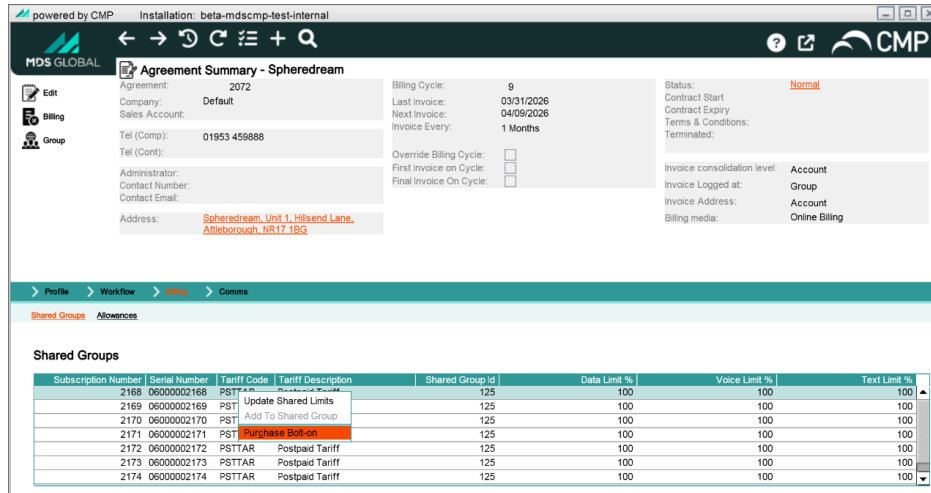 powered by CMP Installation: beta-mdscmp-test-internal
MDS GLOBAL
? CMP
Agreement Summary - Spheredream
Edit
Billing
Group
Agreement: 2072
Company: Default
Sales Account:
Tel (Comp): 01953 459888
Tel (Cont):
Administrator:
Contact Number:
Contact Email:
Address: Spheredream, Unit 1, Hillsend Lane,
Attleborough, NR17 1BG
Billing Cycle: 9
Last Invoice: 03/31/2026
Next Invoice: 04/09/2026
Invoice Every: 1 Months
Override Billing Cycle:
First Invoice on Cycle:
Final Invoice On Cycle:
Status: Normal
Contract Start
Contract Expiry
Terms & Conditions:
Terminated:
Invoice consolidation level: Account
Invoice Logged at: Group
Invoice Address: Account
Billing media: Online Billing
Profile Workflow Billing Comms
Shared Groups Allowances
Shared Groups
Subscription Number Serial Number Tariff Code Tariff Description Shared Group Id Data Limit % Voice Limit % Text Limit %
2168 06000002168 PSTTAR Postpaid Tariff 125 100 100 100
2169 06000002169 PST 125 100 100 100
2170 06000002170 PST 125 100 100 100
2171 06000002171 PST 125 100 100 100
2172 06000002172 PSTTAR Postpaid Tariff 125 100 100 100
2173 06000002173 PSTTAR Postpaid Tariff 125 100 100 100
2174 06000002174 PSTTAR Postpaid Tariff 125 100 100 100
Update Shared Limits
Add To Shared Group
Purchase Bolt-on